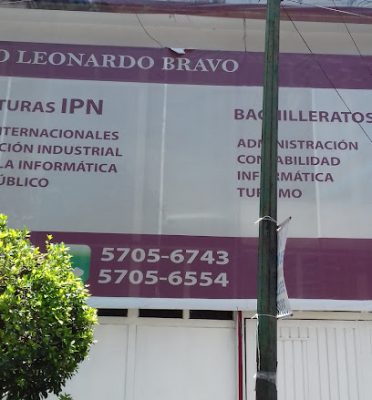 O LEONARDO BRAVO
TURAS IPN
INTERNACIONALES
CIÓN INDUSTRIAL
LA INFORMÁTICA
ÚBLICO
BACHILLERATOS
ADMINISTRACIÓN
CONTABILIDAD
INFORMÁTICA
TURISMO
5705-6743
5705-6554